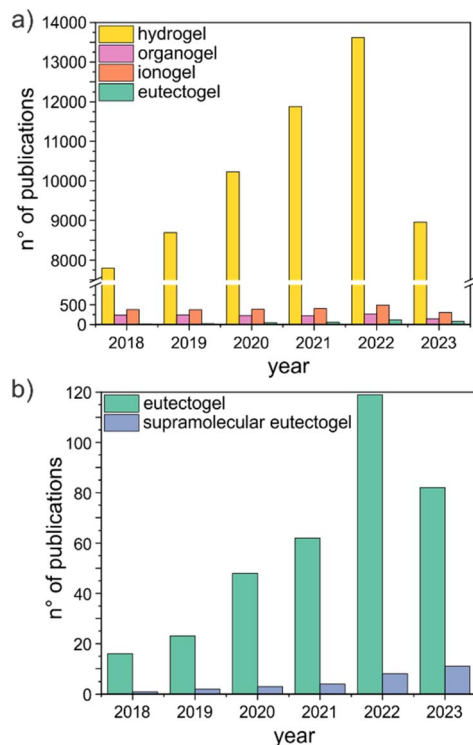 a)
hydrogel
organogel
ionogel
eutectogel
n° of publications
14000
13000
12000
11000
10000
9000
8000
500
0
2018 2019 2020 2021 2022 2023
year
b)
eutectogel
supramolecular eutectogel
n° of publications
120
100
80
60
40
20
0
2018 2019 2020 2021 2022 2023
year